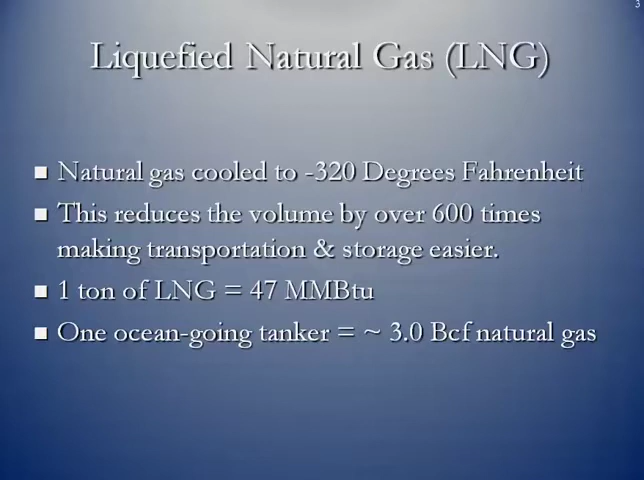 3
Liquefied Natural Gas (LNG)
■ Natural gas cooled to -320 Degrees Fahrenheit
■ This reduces the volume by over 600 times
making transportation & storage easier.
■ 1 ton of LNG = 47 MMBtu
■ One ocean-going tanker = ~ 3.0 Bcf natural gas